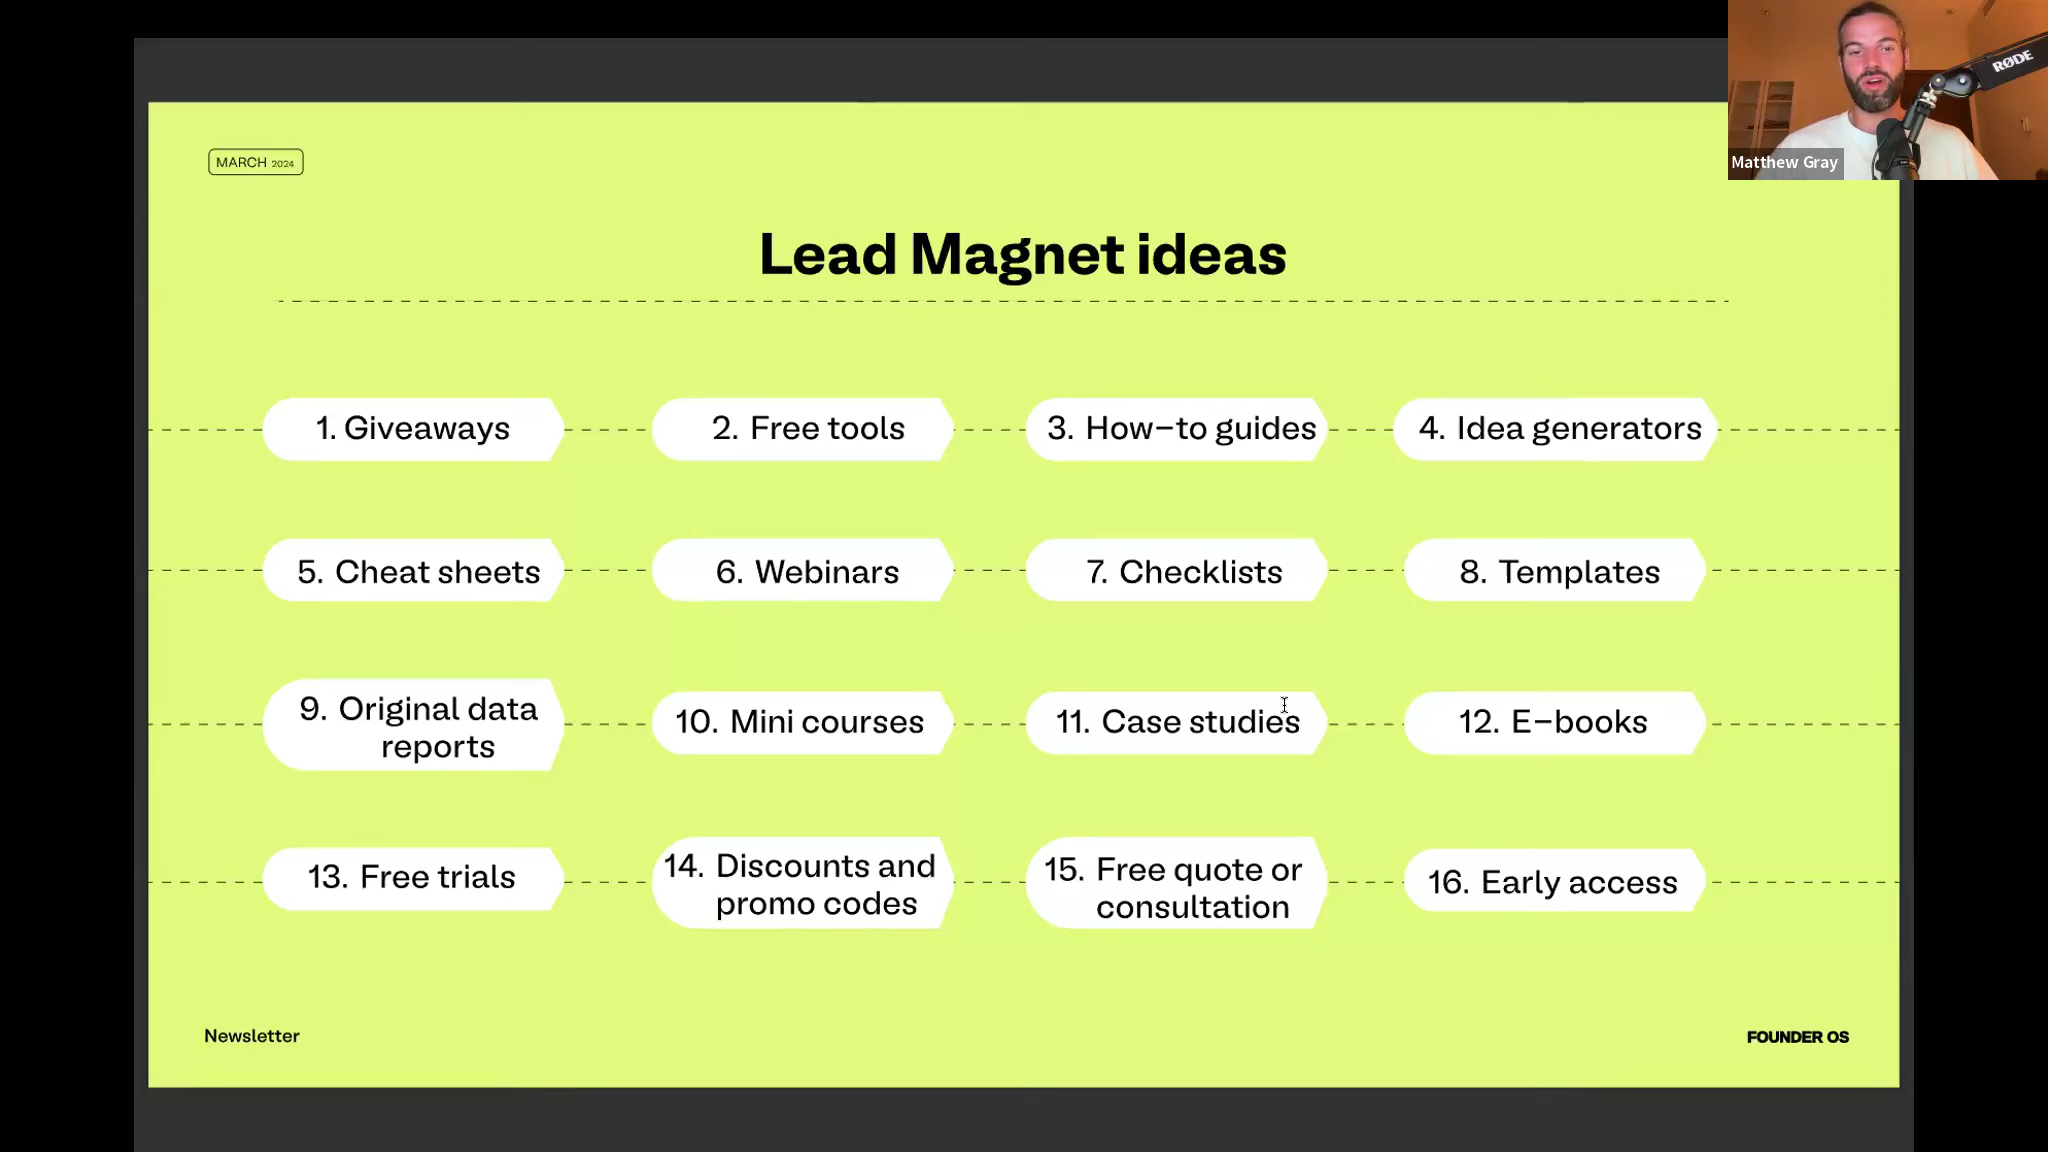 RØDE
Matthew Gray
MARCH 2024
Lead Magnet ideas
1. Giveaways
2. Free tools
3. How-to guides
4. Idea generators
5. Cheat sheets
6. Webinars
7. Checklists
8. Templates
9. Original data
reports
10. Mini courses
11. Case studies
12. E-books
13. Free trials
14. Discounts and
promo codes
15. Free quote or
consultation
16. Early access
Newsletter
FOUNDER OS